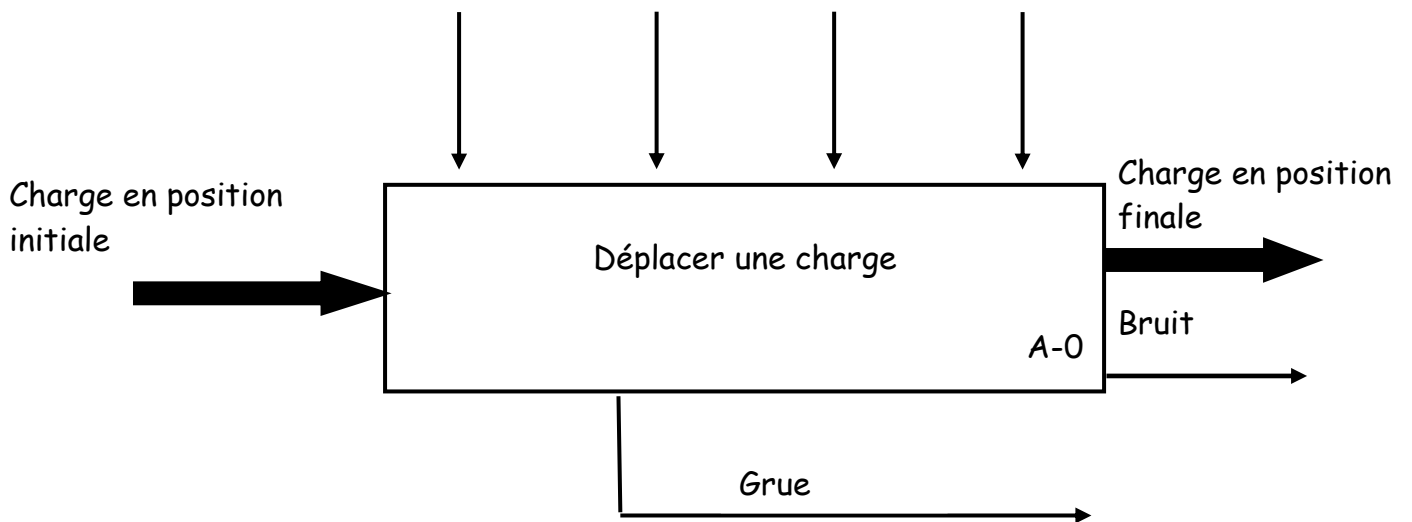 Charge en position
initiale
Déplacer une charge
A-0
Charge en position
finale
Bruit
Grue